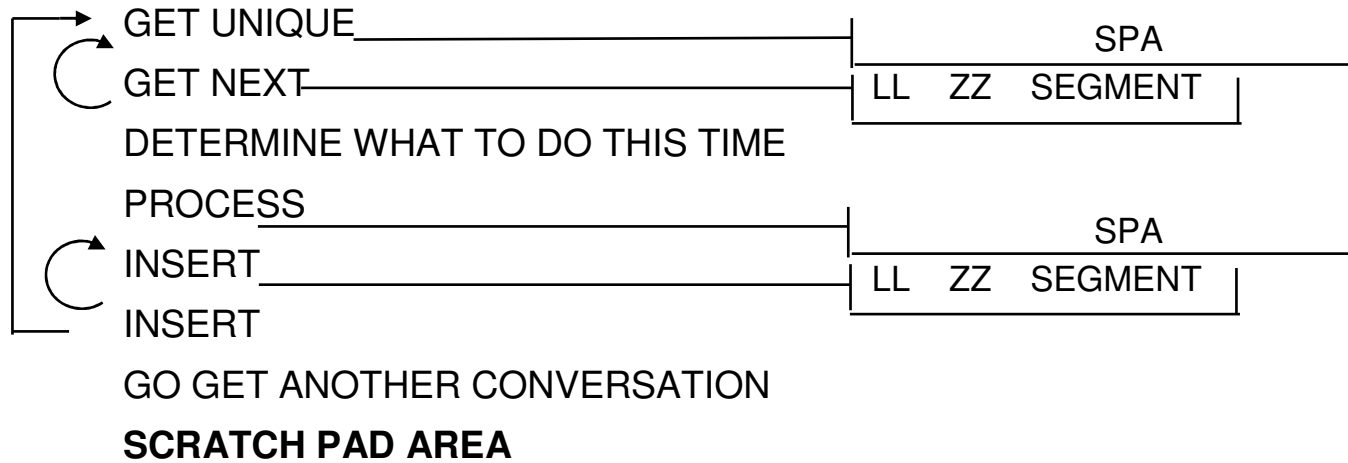 GET UNIQUE
SPA
GET NEXT
LL ZZ SEGMENT
DETERMINE WHAT TO DO THIS TIME
PROCESS
SPA
INSERT
LL ZZ SEGMENT
INSERT
GO GET ANOTHER CONVERSATION
SCRATCH PAD AREA